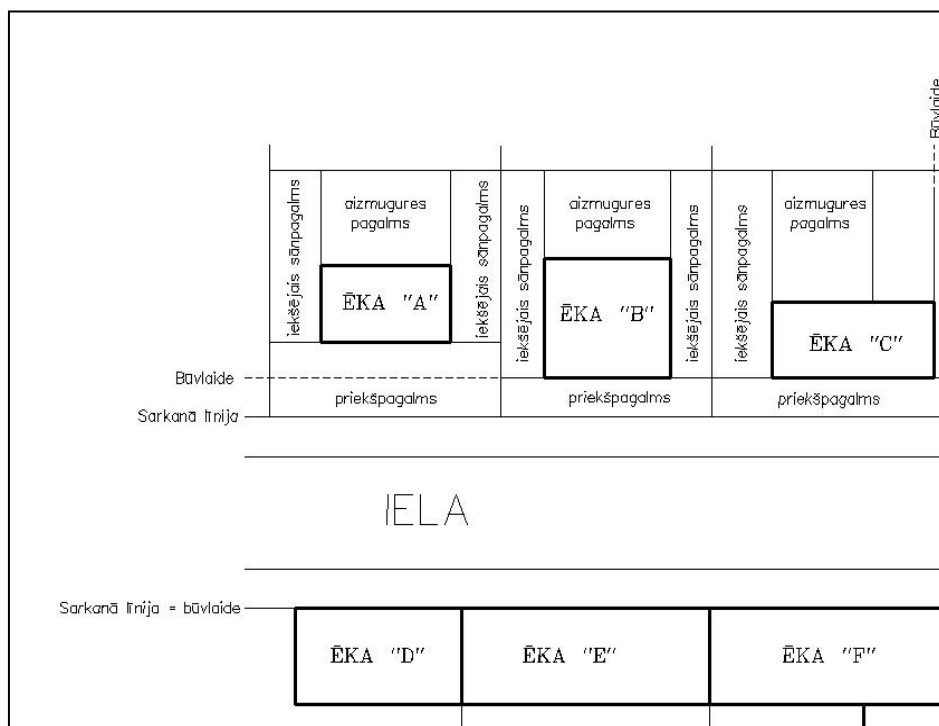 Būvlaide
iekšējais sānpagalms
aizmugures
pagalms
iekšējais sānpagalms
iekšējais sānpagalms
aizmugures
pagalms
iekšējais sānpagalms
iekšējais sānpagalms
aizmugures
pagalms
ĒKA "A"
ĒKA "B"
ĒKA "C"
Būvlaide
priekšpagalms
priekšpagalms
priekšpagalms
Sarkanā līnija
IELA
Sarkanā līnija = būvlaide
ĒKA "D"
ĒKA "E"
ĒKA "F"